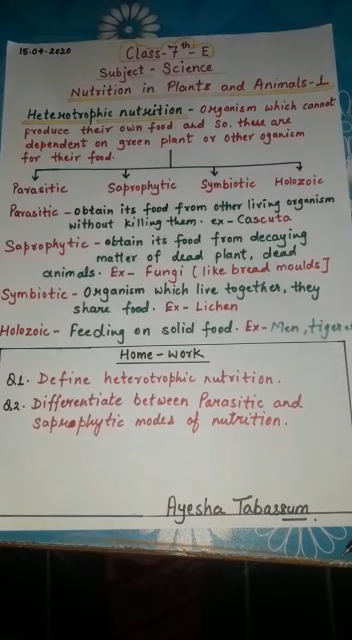 15.04.2020
Class-7th-E
Subject - Science
Nutrition in Plants and Animals-1
Heterotrophic nutrition - Organism which cannot
produce their own food and so, these are
dependent on green plant or other oganism
for their food.
Parasitic Saprophytic Symbiotic Holozoic
Parasitic - obtain its food from other living organism
without killing them. ex - Cascuta
Saprophytic - obtain its food from decaying
matter of dead plant, dead
animals. Ex - Fungi [like bread moulds]
Symbiotic - Organism which live together, they
share food. Ex - Lichen
Holozoic - Feeding on solid food. Ex - Men, tiger
Home-work
Q1. Define heterotrophic nutrition.
Q2. Differentiate between Parasitic and
Saprophytic modes of nutrition.
Ayesha Tabassum.